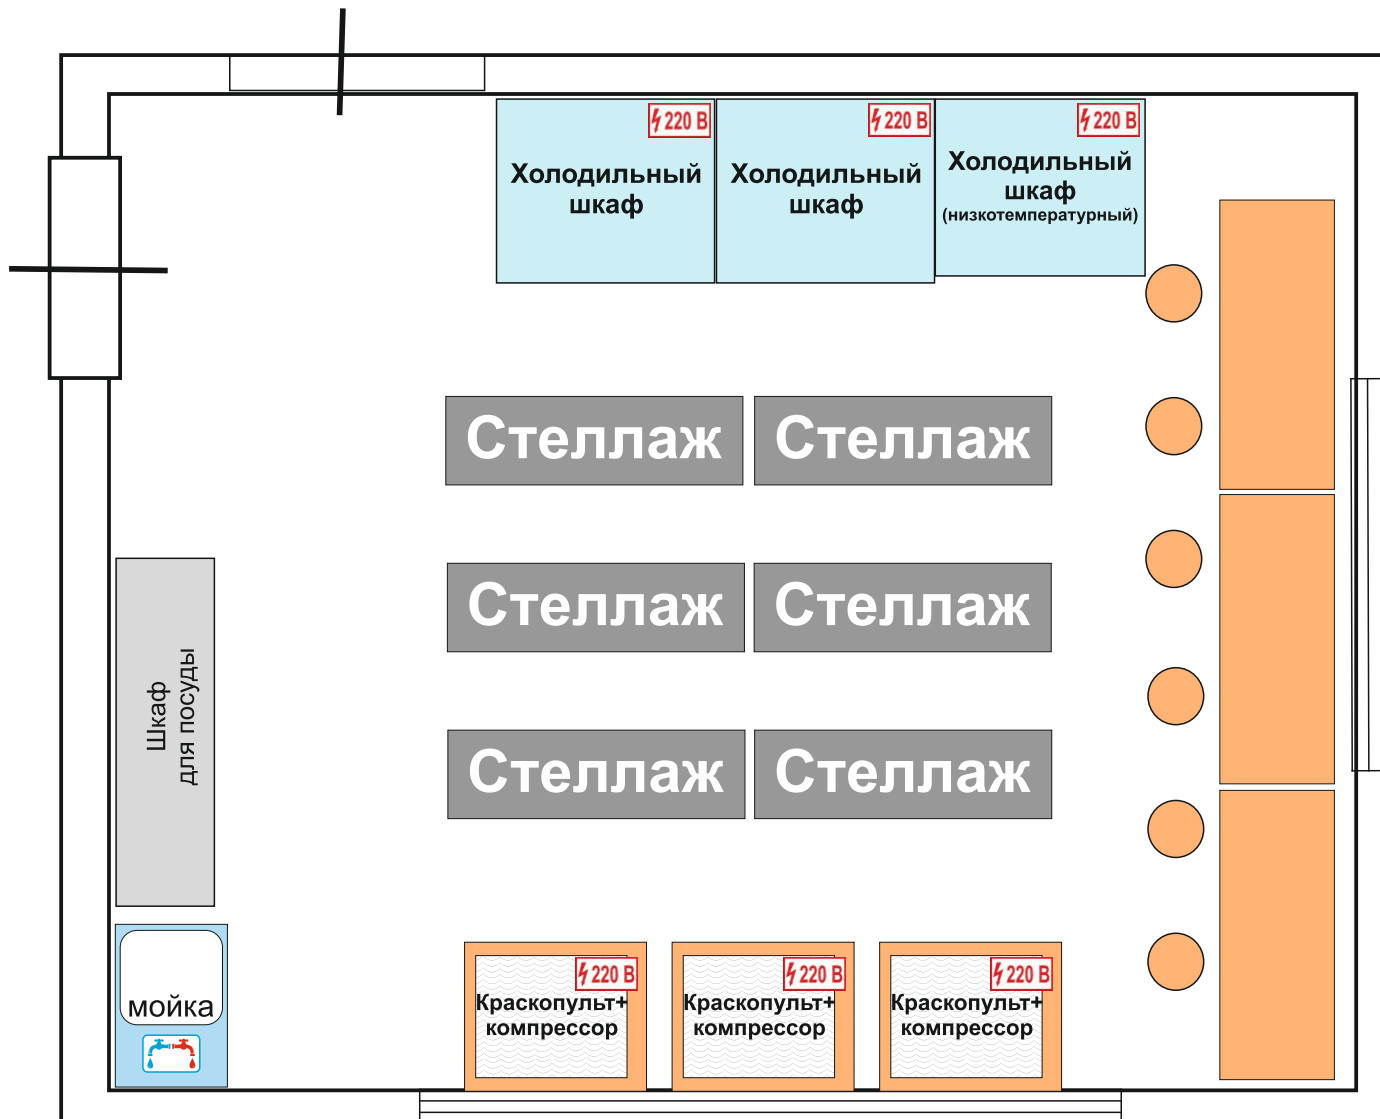 220 В
220 В
220 В
Холодильный
шкаф
Холодильный
шкаф
Холодильный
шкаф
(низкотемпературный)
Стеллаж
Стеллаж
Стеллаж
Стеллаж
Стеллаж
Стеллаж
Шкаф
для посуды
мойка
220 В
Краскопульт+
компрессор
220 В
Краскопульт+
компрессор
220 В
Краскопульт+
компрессор